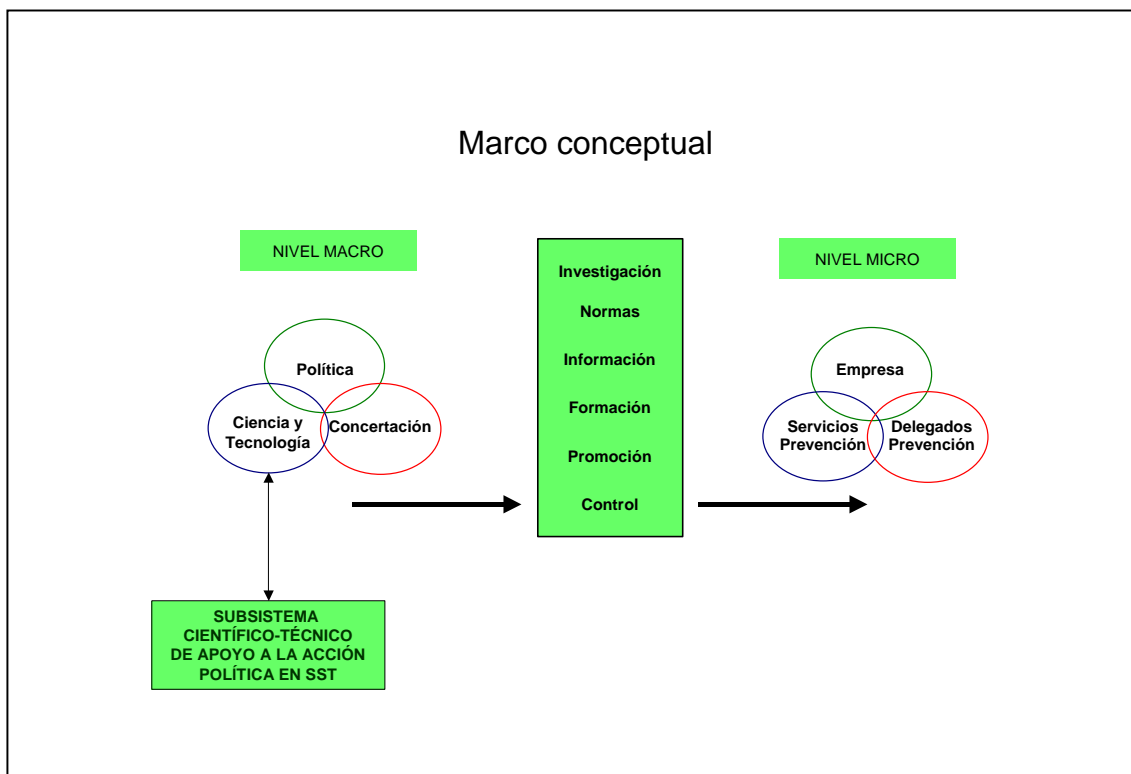 Marco conceptual
NIVEL MACRO
Política
Ciencia y
Tecnología
Concertación
SUBSISTEMA
CIENTÍFICO-TÉCNICO
DE APOYO A LA ACCIÓN
POLÍTICA EN SST
Investigación
Normas
Información
Formación
Promoción
Control
NIVEL MICRO
Empresa
Servicios
Prevención
Delegados
Prevención